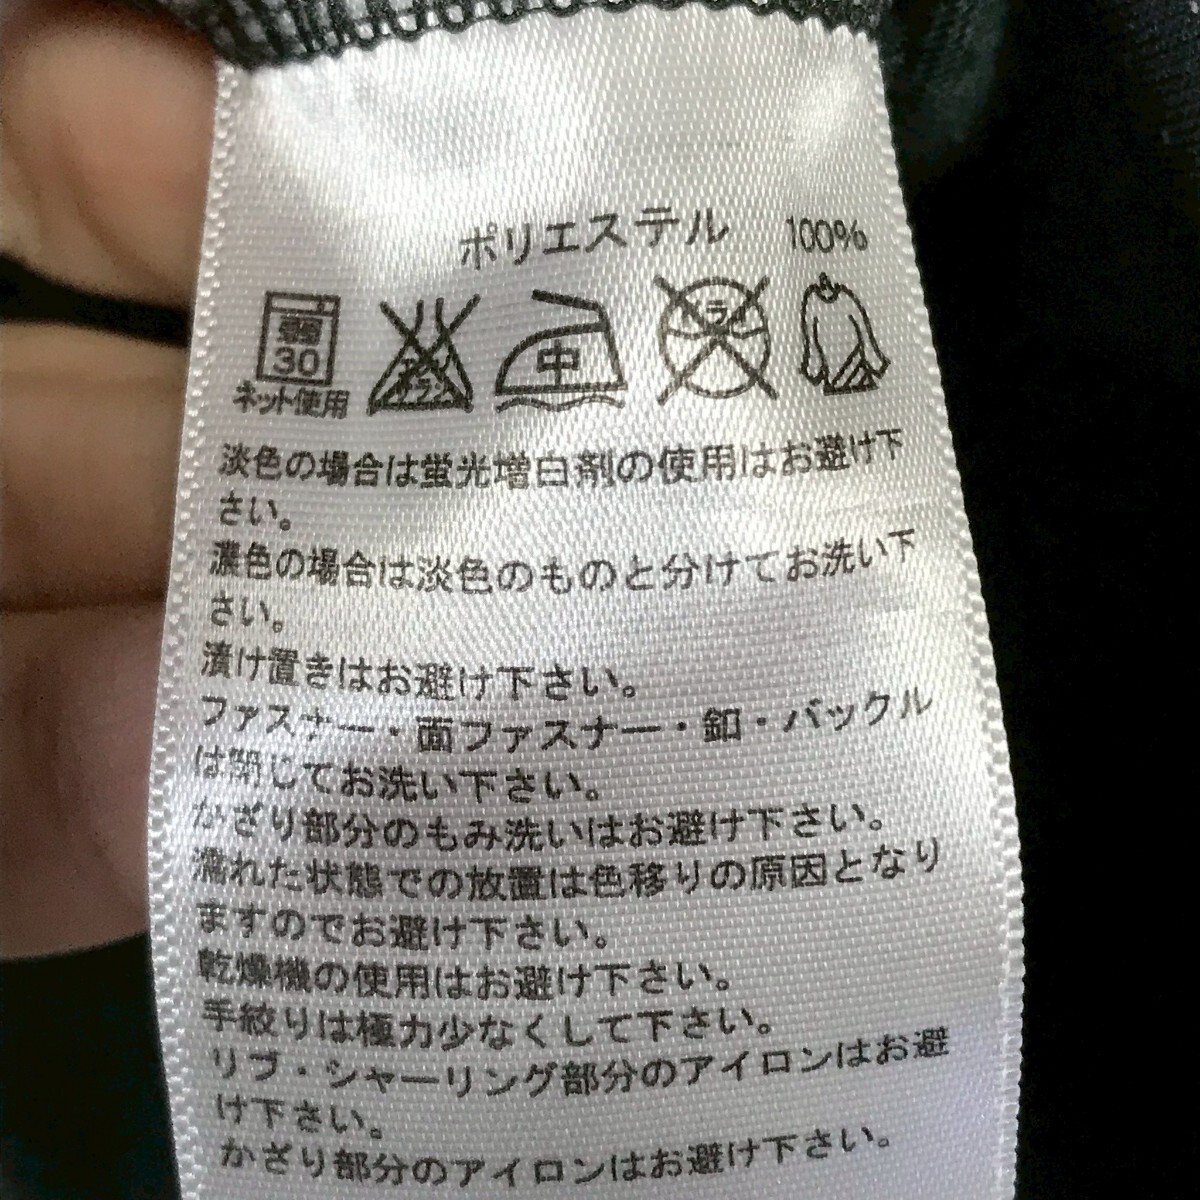 ポリエステル 100%
弱 30 エンソ サラシ 中 ドライ
ネット使用
淡色の場合は蛍光増白剤の使用はお避け下
さい。
濃色の場合は淡色のものと分けてお洗い下
さい。
漬け置きはお避け下さい。
ファスナー・面ファスナー・釦・バックル
は閉じてお洗い下さい。
かざり部分のもみ洗いはお避け下さい。
濡れた状態での放置は色移りの原因となり
ますのでお避け下さい。
乾燥機の使用はお避け下さい。
手絞りは極力少なくして下さい。
リブ・シャーリング部分のアイロンはお避
け下さい。
かざり部分のアイロンはお避け下さい。